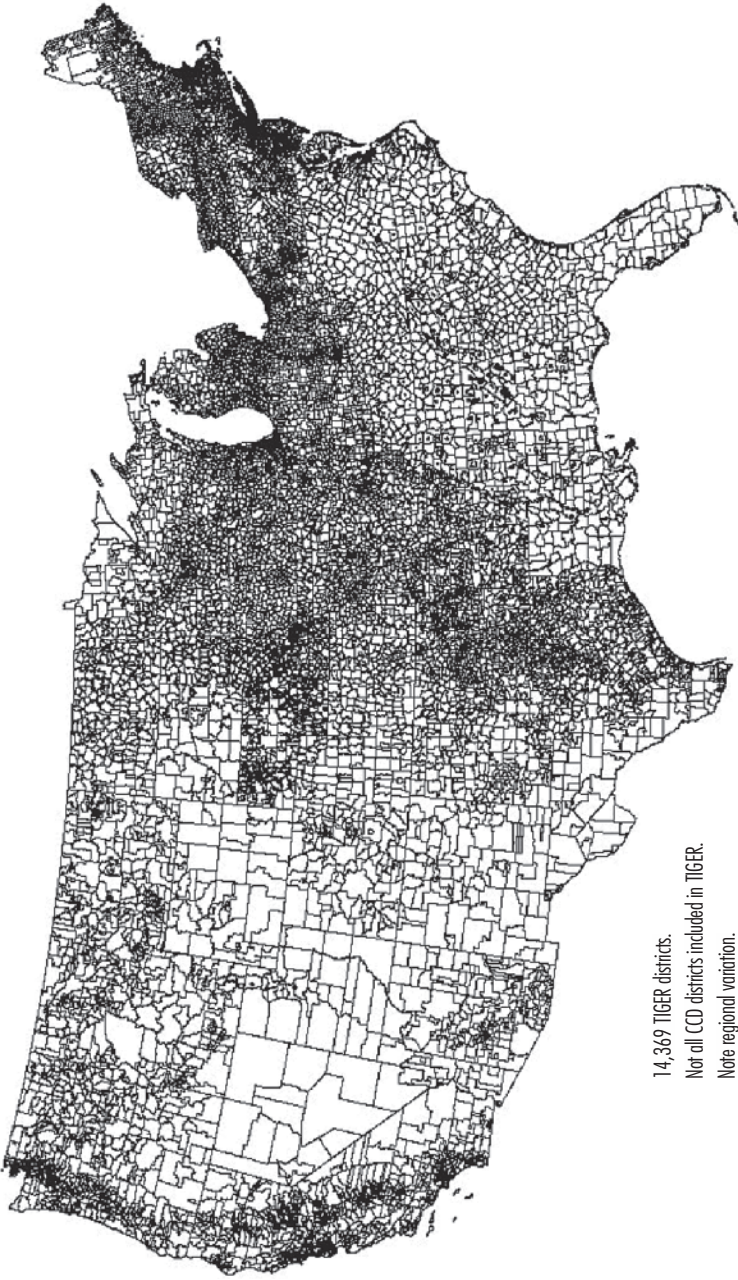 14,369 TIGER districts.
Not all CCD districts included in TIGER.
Note regional variation.